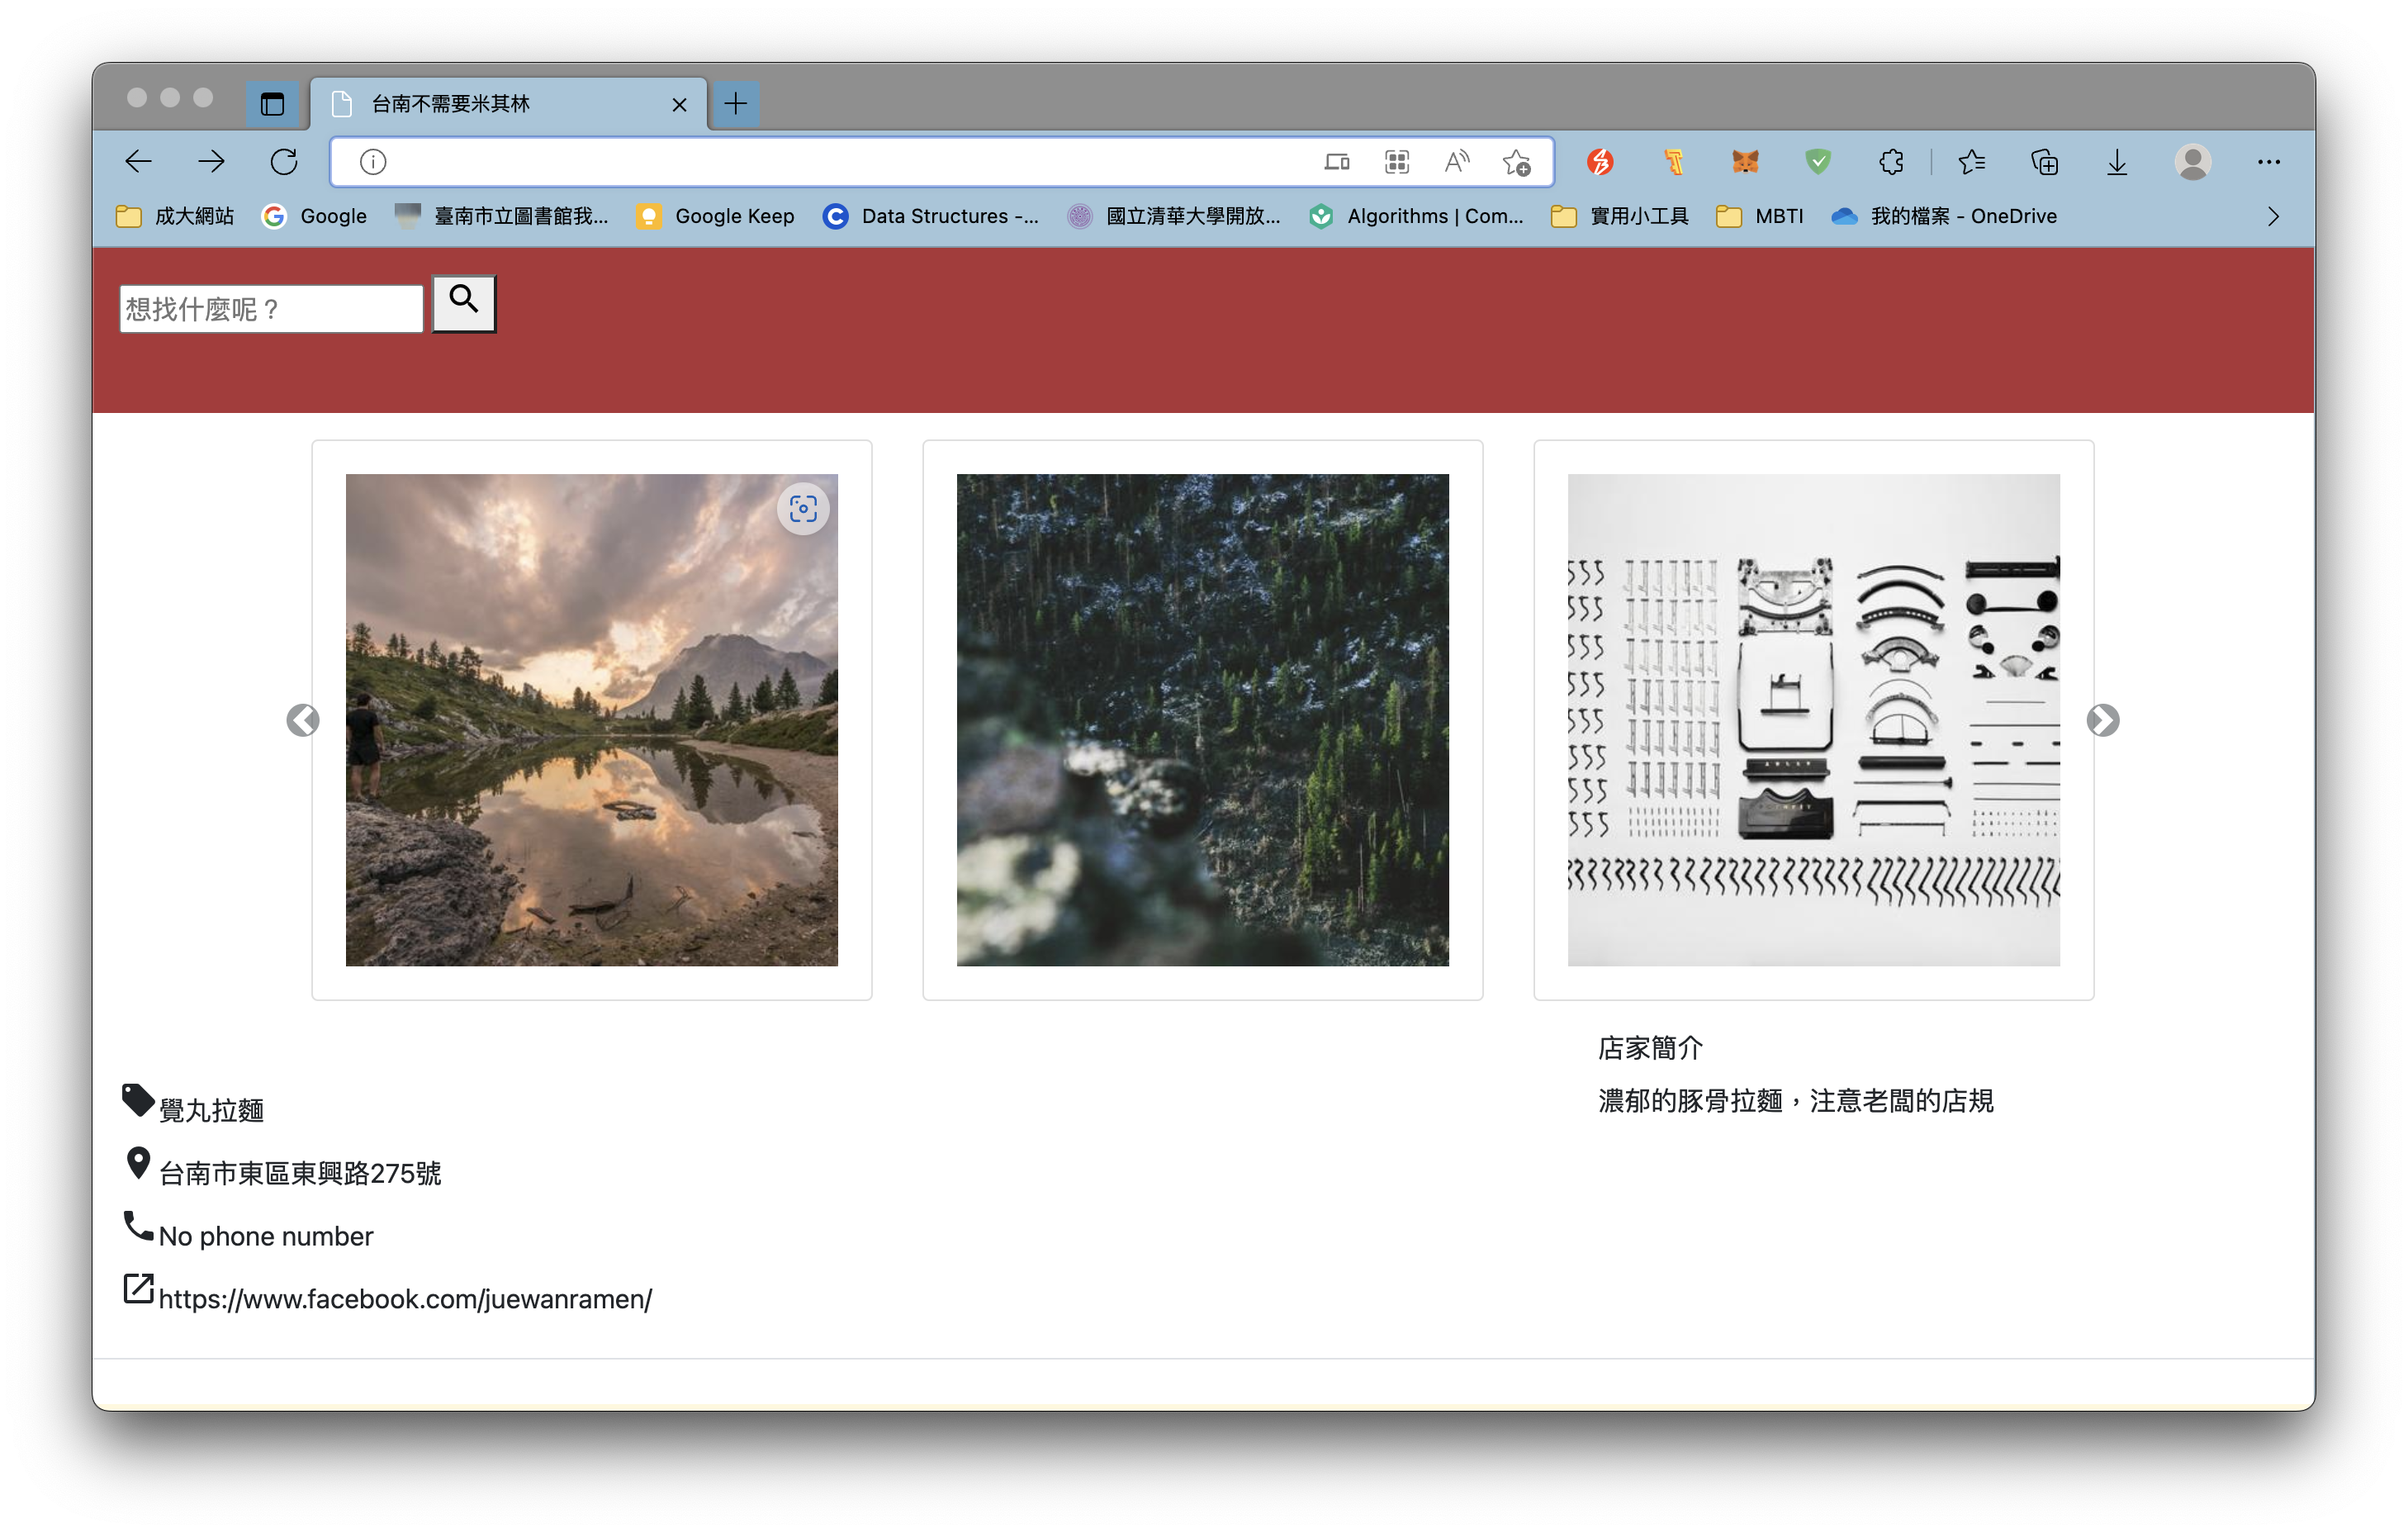 台南不需要米其林
成大網站 Google 臺南市立圖書館我... Google Keep Data Structures -... 國立清華大學開放... Algorithms | Com... 實用小工具 MBTI 我的檔案 - OneDrive
想找什麼呢？
店家簡介
濃郁的豚骨拉麵，注意老闆的店規
覺丸拉麵
台南市東區東興路275號
No phone number
https://www.facebook.com/juewanramen/